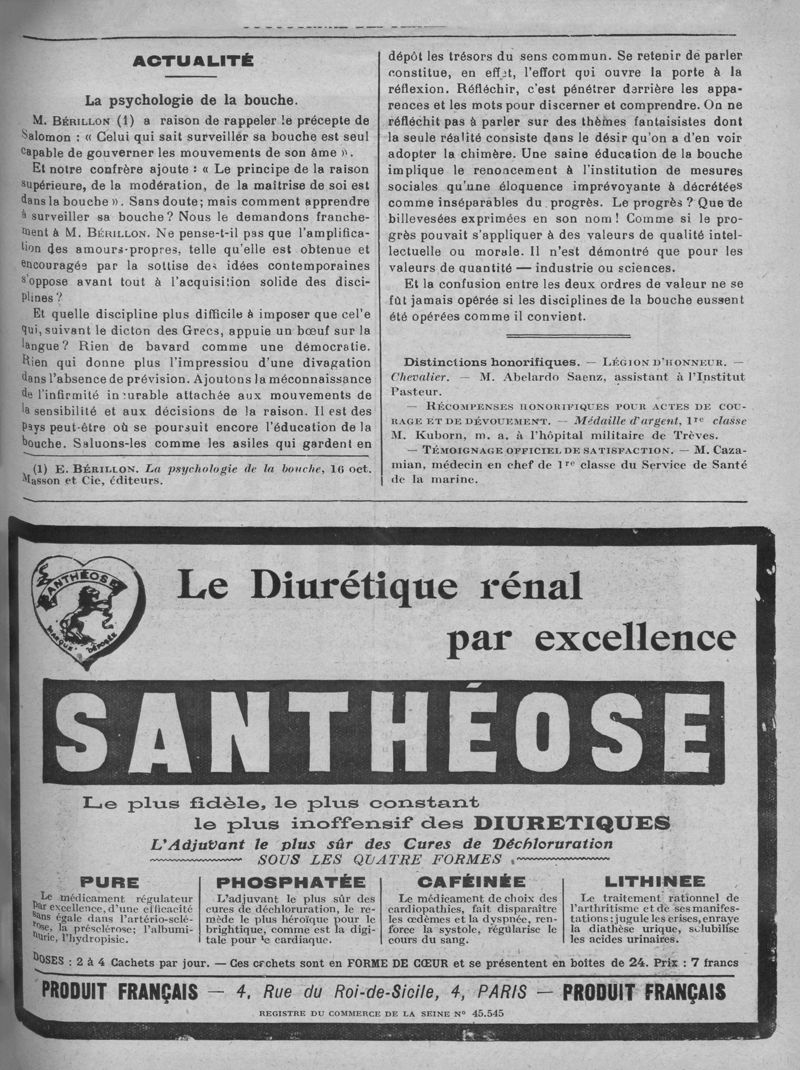 ACTUALITÉ
La psychologie de la bouche.
M. BÉRILLON (1) a raison de rappeler le précepte de
Salomon : « Celui qui sait surveiller sa bouche est seul
capable de gouverner les mouvements de son âme ».
Et notre confrère ajoute : « Le principe de la raison
supérieure, de la modération, de la maîtrise de soi est
dans la bouche ». Sans doute; mais comment apprendre
à surveiller sa bouche? Nous le demandons franche-
ment à M. BÉRILLON. Ne pense-t-il pas que l'amplifica-
tion des amours-propres, telle qu'elle est obtenue et
encouragée par la sottise des idées contemporaines
s'oppose avant tout à l'acquisition solide des disci-
plines?
Et quelle discipline plus difficile à imposer que cel'e
qui, suivant le dicton des Grecs, appuie un bœuf sur la
langue? Rien de bavard comme une démocratie.
Rien qui donne plus l'impressiou d'une divagation
dans l'absence de prévision. Ajoutons la méconnaissance
de l'infirmité incurable attachée aux mouvements de
la sensibilité et aux décisions de la raison. Il est des
pays peut-être où se poursuit encore l'éducation de la
bouche. Saluons-les comme les asiles qui gardent en
(1) E. BÉRILLON. La psychologie de la bouche, 16 oct.
Masson et Cie, éditeurs.
dépôt les trésors du sens commun. Se retenir de parler
constitue, en effet, l'effort qui ouvre la porte à la
réflexion. Réfléchir, c'est pénétrer derrière les appa-
rences et les mots pour discerner et comprendre. On ne
réfléchit pas à parler sur des thèmes fantaisistes dont
la seule réalité consiste dans le désir qu'on a d'en voir
adopter la chimère. Une saine éducation de la bouche
implique le renoncement à l'institution de mesures
sociales qu'une éloquence imprévoyante à décrétées
comme inséparables du progrès. Le progrès? Que de
billevesées exprimées en son nom! Comme si le pro-
grès pouvait s'appliquer à des valeurs de qualité intel-
lectuelle ou morale. Il n'est démontré que pour les
valeurs de quantité — industrie ou sciences.
Et la confusion entre les deux ordres de valeur ne se
fût jamais opérée si les disciplines de la bouche eussent
été opérées comme il convient.
Distinctions honorifiques. — LÉGION D'HONNEUR. —
Chevalier. — M. Abelardo Saenz, assistant à l'Institut
Pasteur.
— RÉCOMPENSES HONORIFIQUES POUR ACTES DE COU-
RAGE ET DE DÉVOUEMENT. — Médaille d'argent, 1re classe
M. Kuborn, m. a. à l'hôpital militaire de Trèves.
— TÉMOIGNAGE OFFICIEL DE SATISFACTION. — M. Caza-
mian, médecin en chef de 1re classe du Service de Santé
de la marine.
SANTHÉOSE
MARQUE DÉPOSÉE
Le Diurétique rénal
par excellence
SANTHÉOSE
Le plus fidèle, le plus constant
le plus inoffensif des DIURETIQUES
L'Adjuvant le plus sûr des Cures de Déchloruration
SOUS LES QUATRE FORMES :
PURE
Le médicament régulateur
par excellence, d'une efficacité
sans égale dans l'artério-sclé-
rose, la présclérose; l'albumi-
nurie, l'hydropisie.
PHOSPHATÉE
L'adjuvant le plus sûr des
cures de déchloruration, le re-
mède le plus héroïque pour le
brightique, comme est la digi-
tale pour le cardiaque.
CAFÉINÉE
Le médicament de choix des
cardiopathies, fait disparaître
les œdèmes et la dyspnée, ren-
force la systole, régularise le
cours du sang.
LITHINEE
Le traitement rationnel de
l'arthritisme et de ses manifes-
tations: jugule les crises, enraye
la diathèse urique, solubilise
les acides urinaires.
DOSES : 2 à 4 Cachets par jour. — Ces cachets sont en FORME DE CŒUR et se présentent en boîtes de 24. Prix : 7 francs
PRODUIT FRANÇAIS — 4, Rue du Roi-de-Sicile, 4, PARIS — PRODUIT FRANÇAIS
REGISTRE DU COMMERCE DE LA SEINE N° 45.545